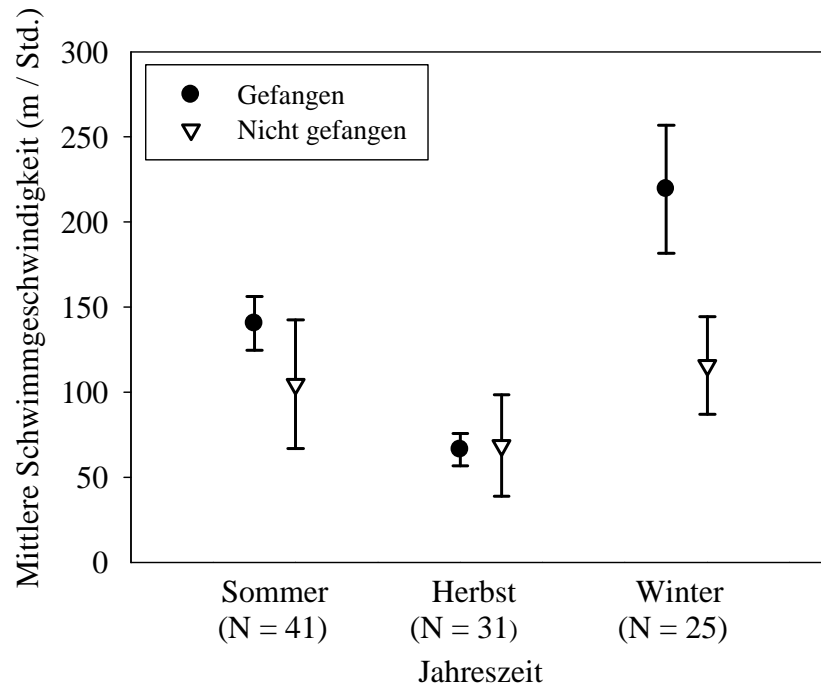 Mittlere Schwimmgeschwindigkeit (m / Std.)
300
250
200
150
100
50
0
Gefangen
Nicht gefangen
Sommer
Herbst
Winter
(N = 41)
(N = 31)
(N = 25)
Jahreszeit